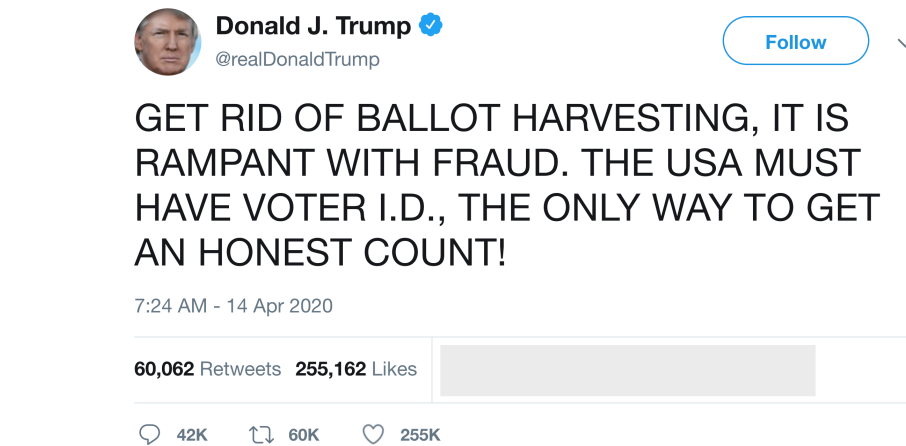 Donald J. Trump
@realDonaldTrump
Follow
GET RID OF BALLOT HARVESTING, IT IS
RAMPANT WITH FRAUD. THE USA MUST
HAVE VOTER I.D., THE ONLY WAY TO GET
AN HONEST COUNT!
7:24 AM - 14 Apr 2020
60,062 Retweets 255,162 Likes
42K 60K 255K